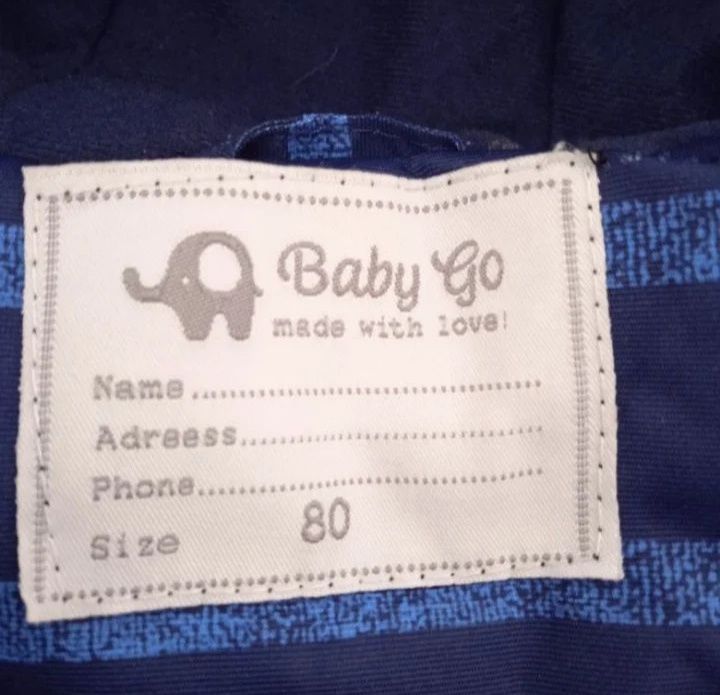 Baby Go
made with love!
Name
Adreess
Phone
Size 80